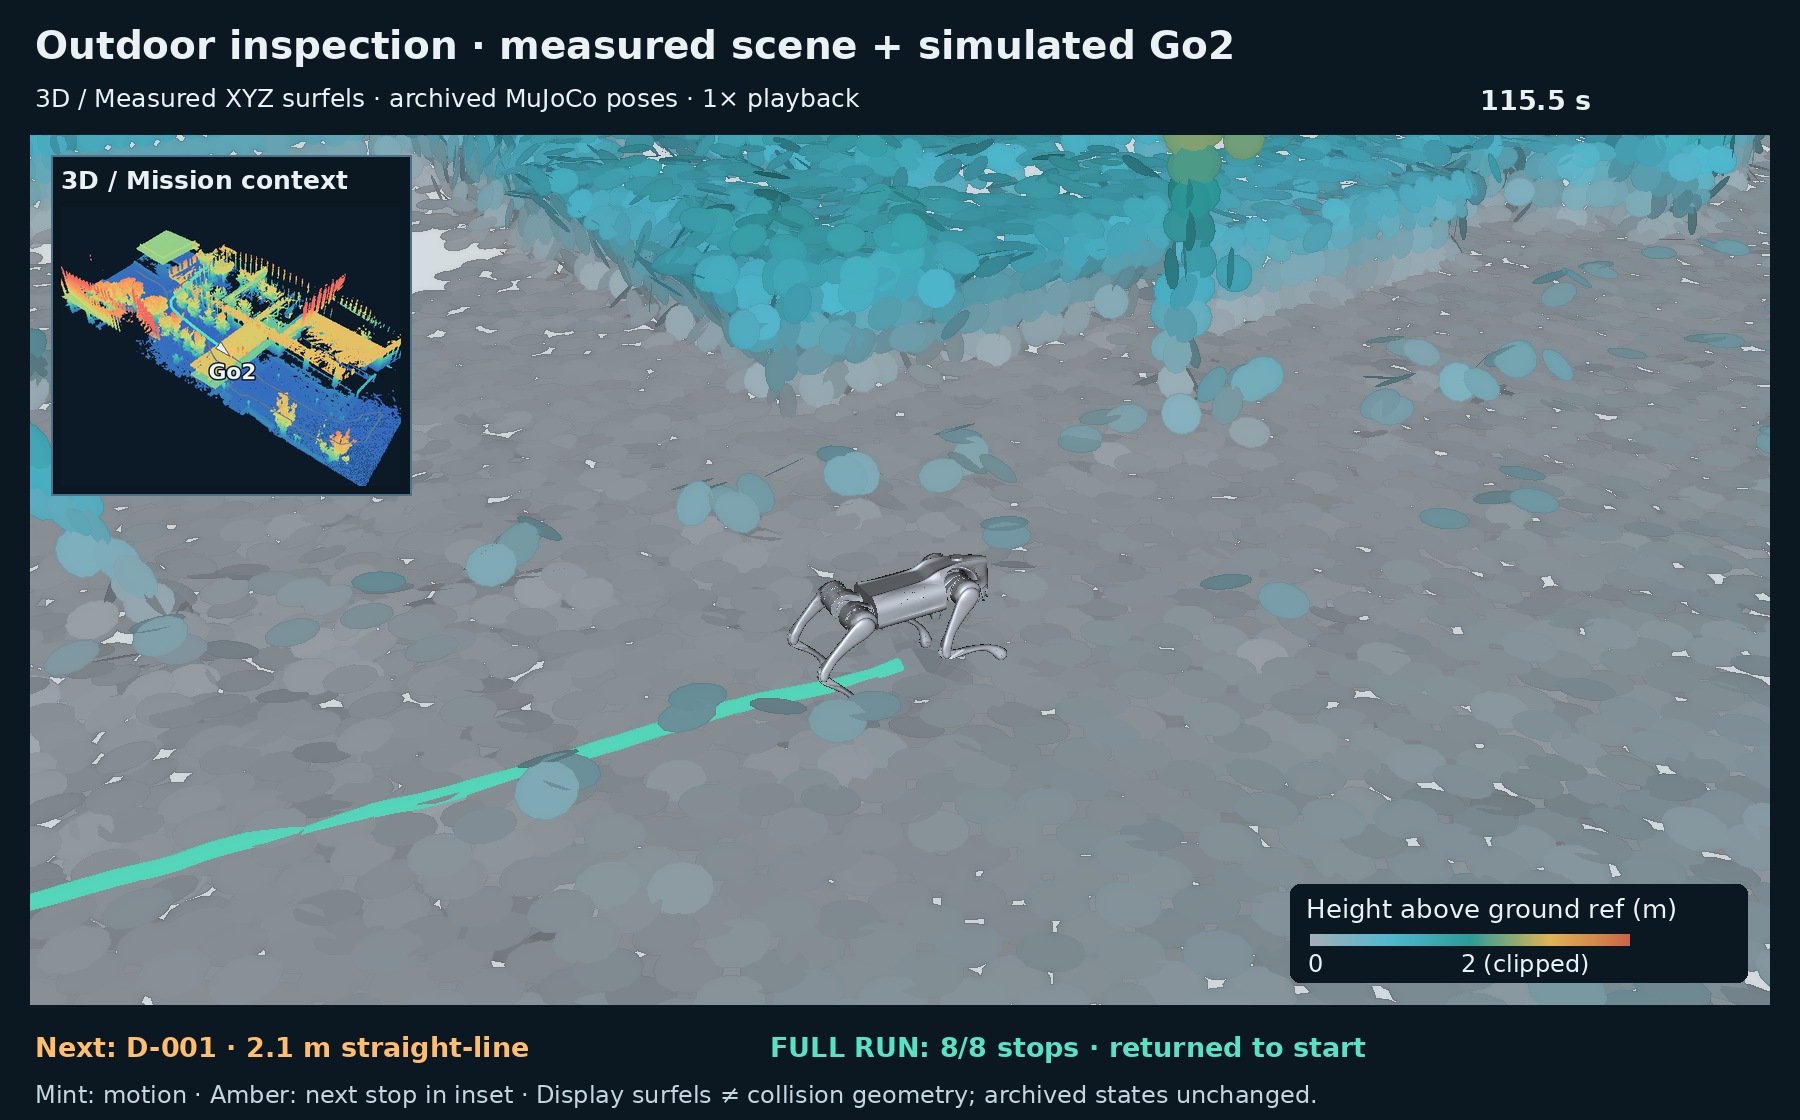 Outdoor inspection · measured scene + simulated Go2
3D / Measured XYZ surfels · archived MuJoCo poses · 1× playback
115.5 s
3D / Mission context
Go2
Height above ground ref (m)
0 2 (clipped)
Next: D-001 · 2.1 m straight-line
FULL RUN: 8/8 stops · returned to start
Mint: motion · Amber: next stop in inset · Display surfels ≠ collision geometry; archived states unchanged.